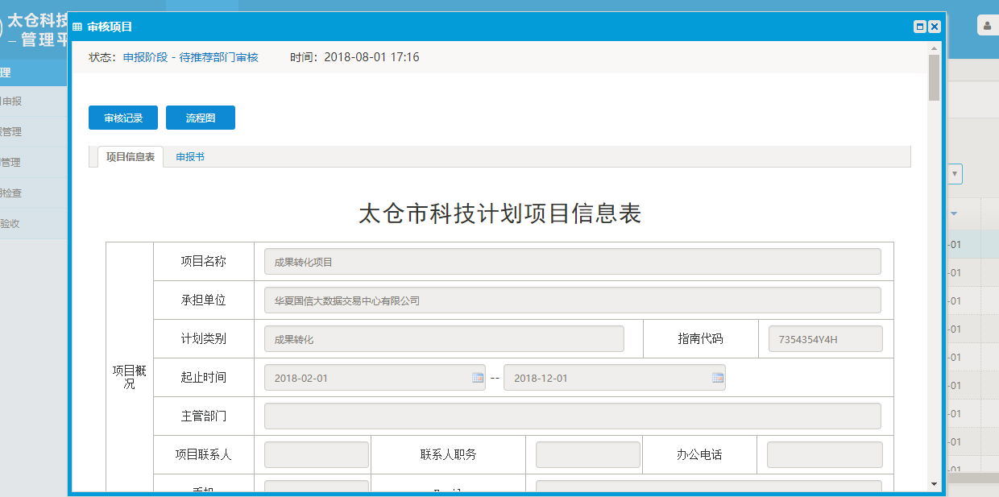 太仓科技
管理平
审核项目
理
申报
管理
管理
检查
验收
状态: 申报阶段 - 待推荐部门审核 时间: 2018-08-01 17:16
审核记录 流程图
项目信息表 申报书
太仓市科技计划项目信息表
项目概况
项目名称 成果转化项目
承担单位 华夏国信大数据交易中心有限公司
计划类别 成果转化 指南代码 7354354Y4H
起止时间 2018-02-01 -- 2018-12-01
主管部门
项目联系人 联系人职务 办公电话
手机
-01
-01
-01
-01
-01
-01
-01
-01
-01